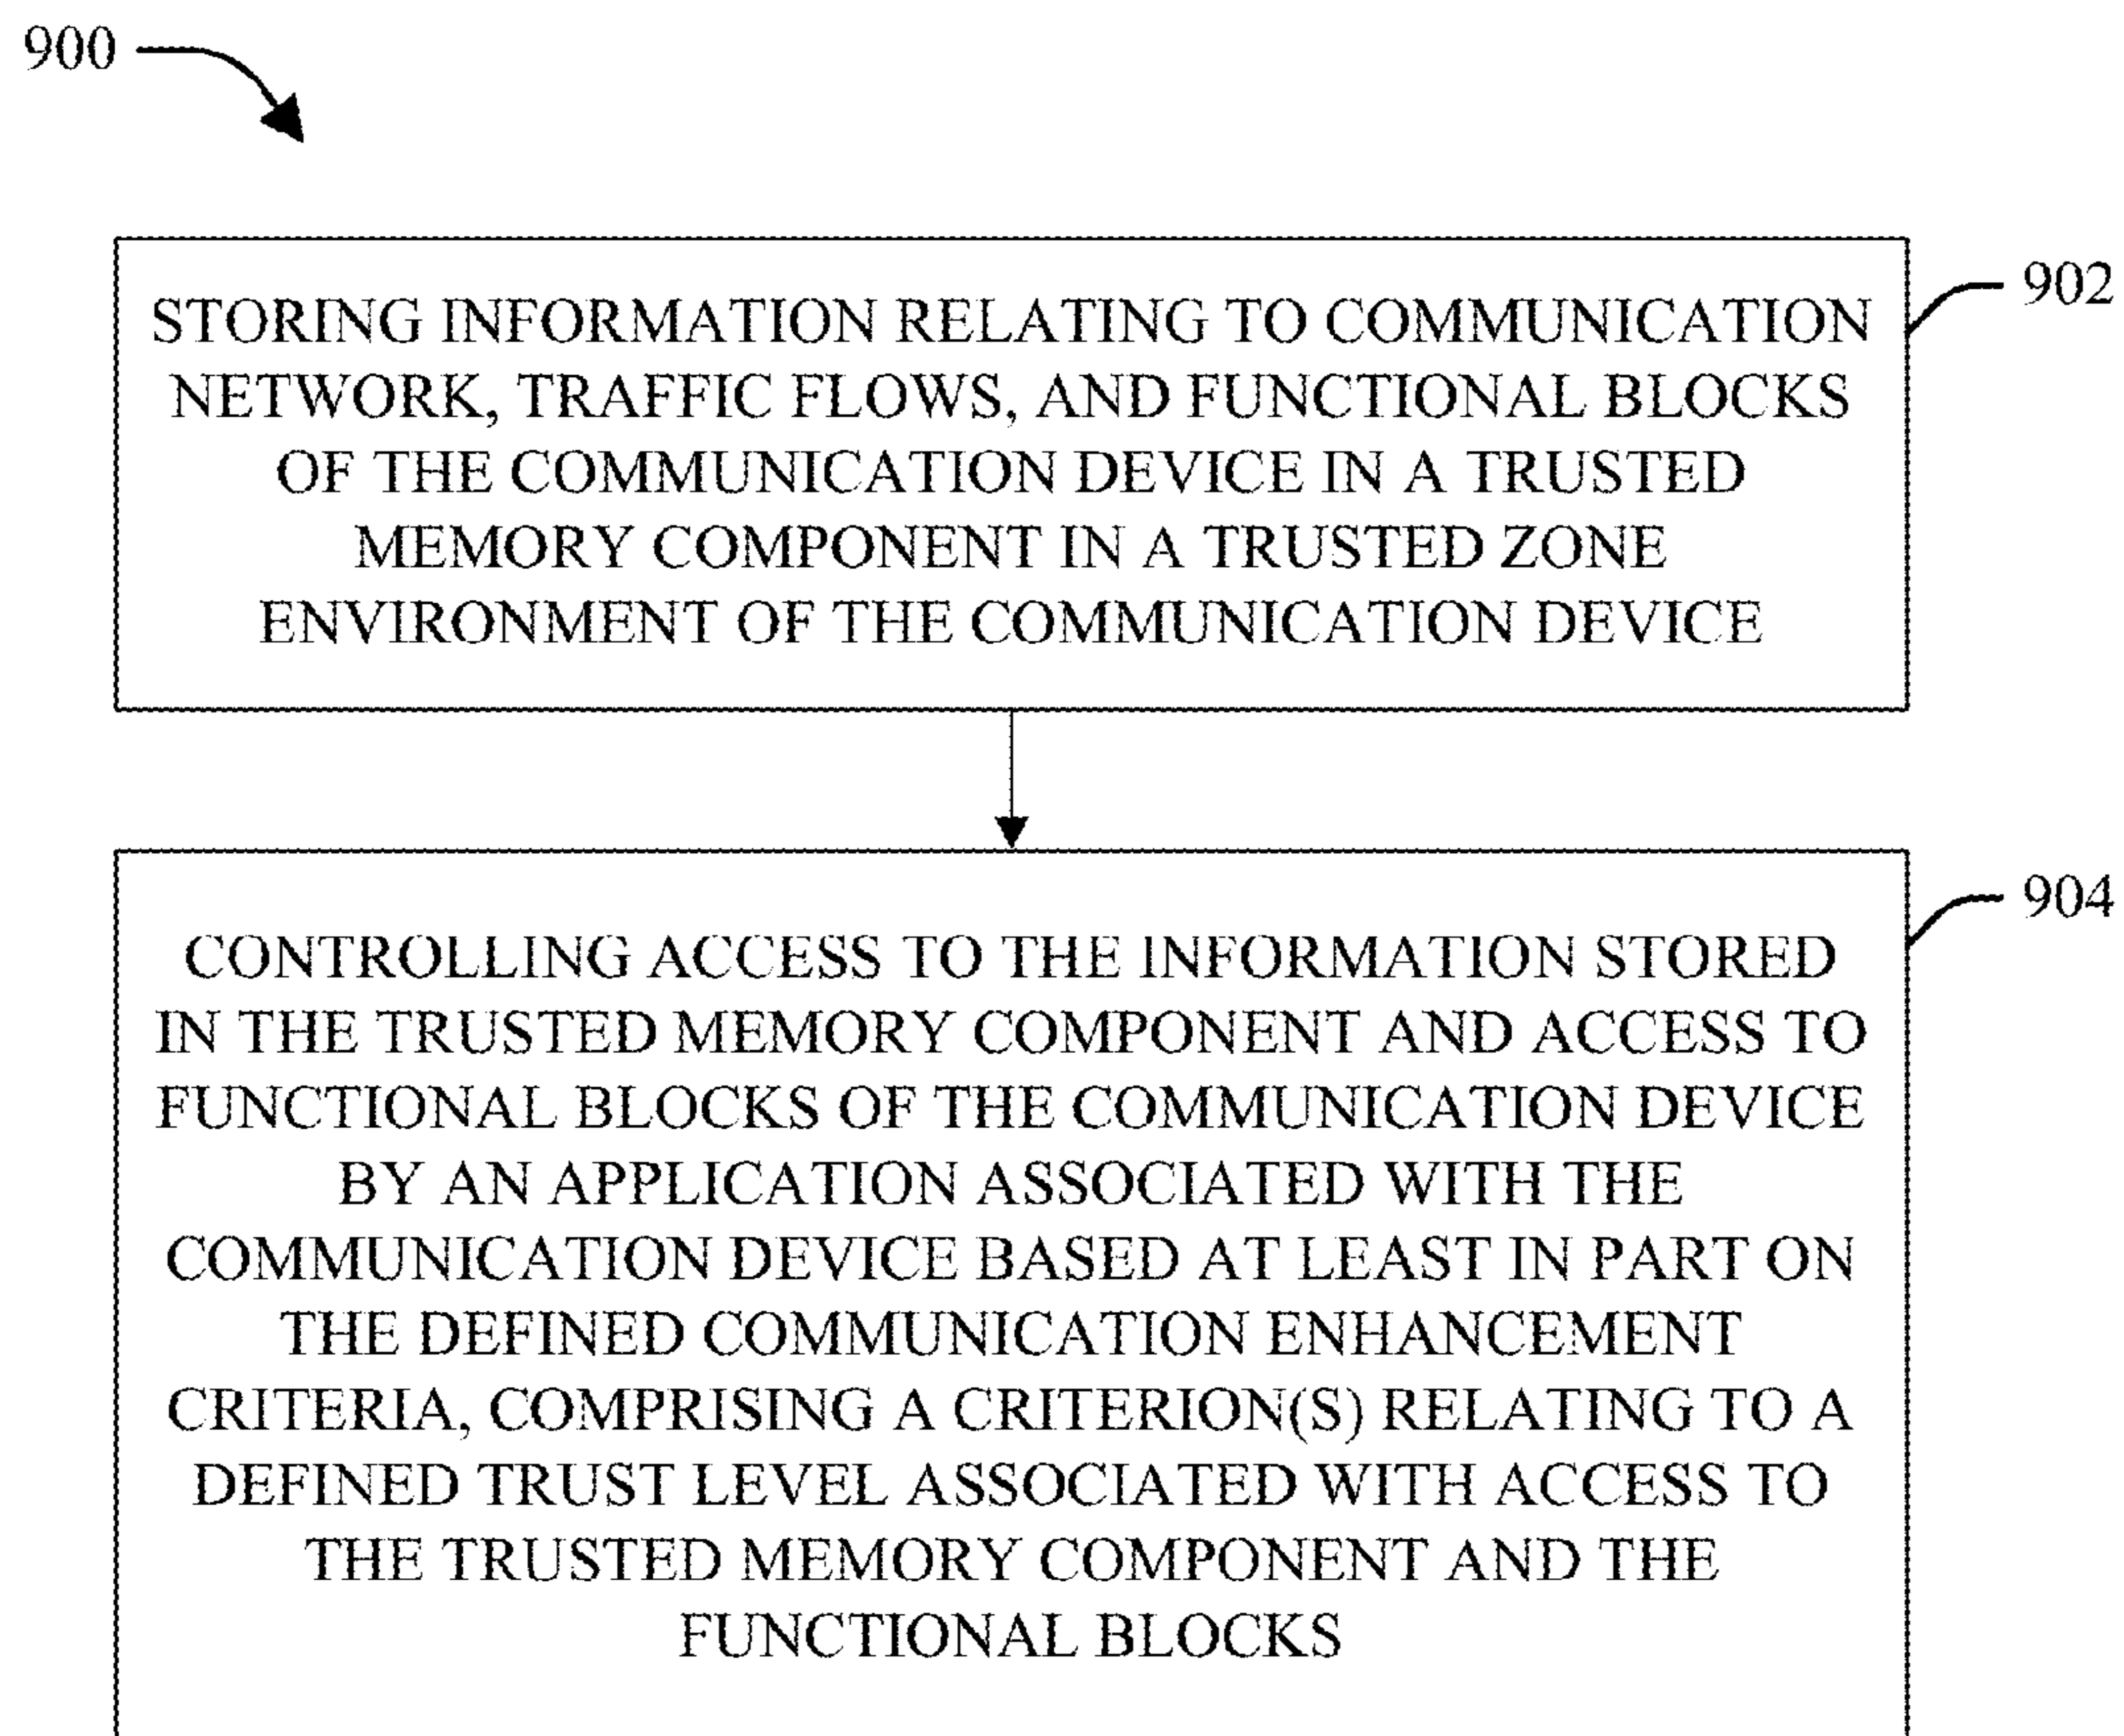 900
902
STORING INFORMATION RELATING TO COMMUNICATION
NETWORK, TRAFFIC FLOWS, AND FUNCTIONAL BLOCKS
OF THE COMMUNICATION DEVICE IN A TRUSTED
MEMORY COMPONENT IN A TRUSTED ZONE
ENVIRONMENT OF THE COMMUNICATION DEVICE
904
CONTROLLING ACCESS TO THE INFORMATION STORED
IN THE TRUSTED MEMORY COMPONENT AND ACCESS TO
FUNCTIONAL BLOCKS OF THE COMMUNICATION DEVICE
BY AN APPLICATION ASSOCIATED WITH THE
COMMUNICATION DEVICE BASED AT LEAST IN PART ON
THE DEFINED COMMUNICATION ENHANCEMENT
CRITERIA, COMPRISING A CRITERION(S) RELATING TO A
DEFINED TRUST LEVEL ASSOCIATED WITH ACCESS TO
THE TRUSTED MEMORY COMPONENT AND THE
FUNCTIONAL BLOCKS